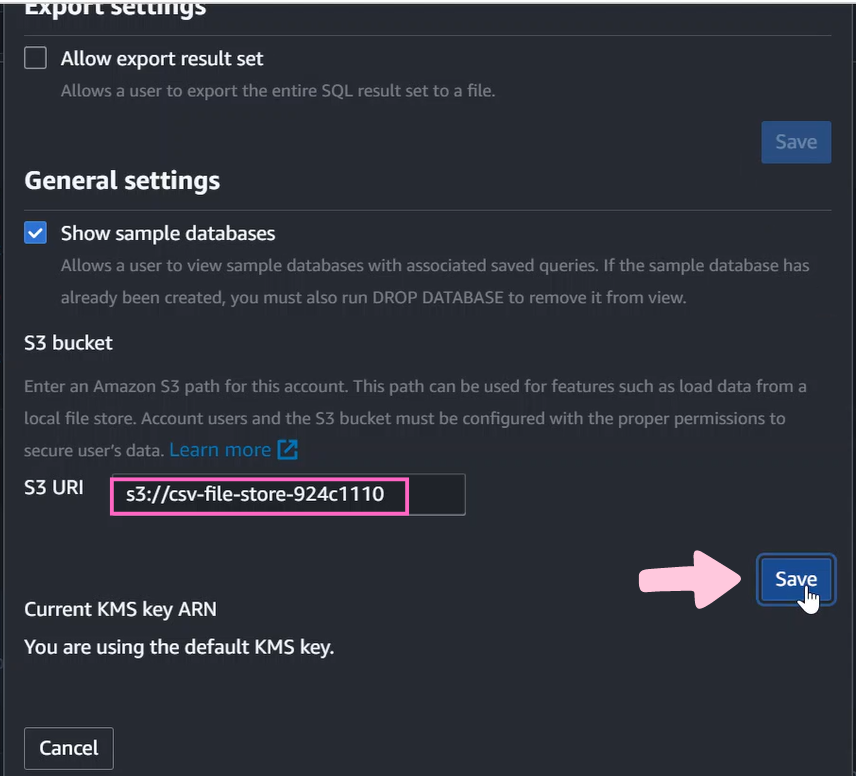 Export settings
Allow export result set
Allows a user to export the entire SQL result set to a file.
Save
General settings
Show sample databases
Allows a user to view sample databases with associated saved queries. If the sample database has
already been created, you must also run DROP DATABASE to remove it from view.
S3 bucket
Enter an Amazon S3 path for this account. This path can be used for features such as load data from a
local file store. Account users and the S3 bucket must be configured with the proper permissions to
secure user's data. Learn more
S3 URI s3://csv-file-store-924c1110
Save
Current KMS key ARN
You are using the default KMS key.
Cancel